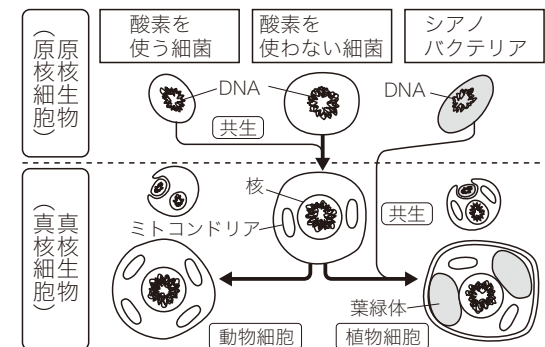 酸素を
使う細菌
酸素を
使わない細菌
シアノ
バクテリア
原核生物
（原核細胞）
DNA
DNA
共生
真核生物
（真核細胞）
核
ミトコンドリア
共生
葉緑体
動物細胞
植物細胞